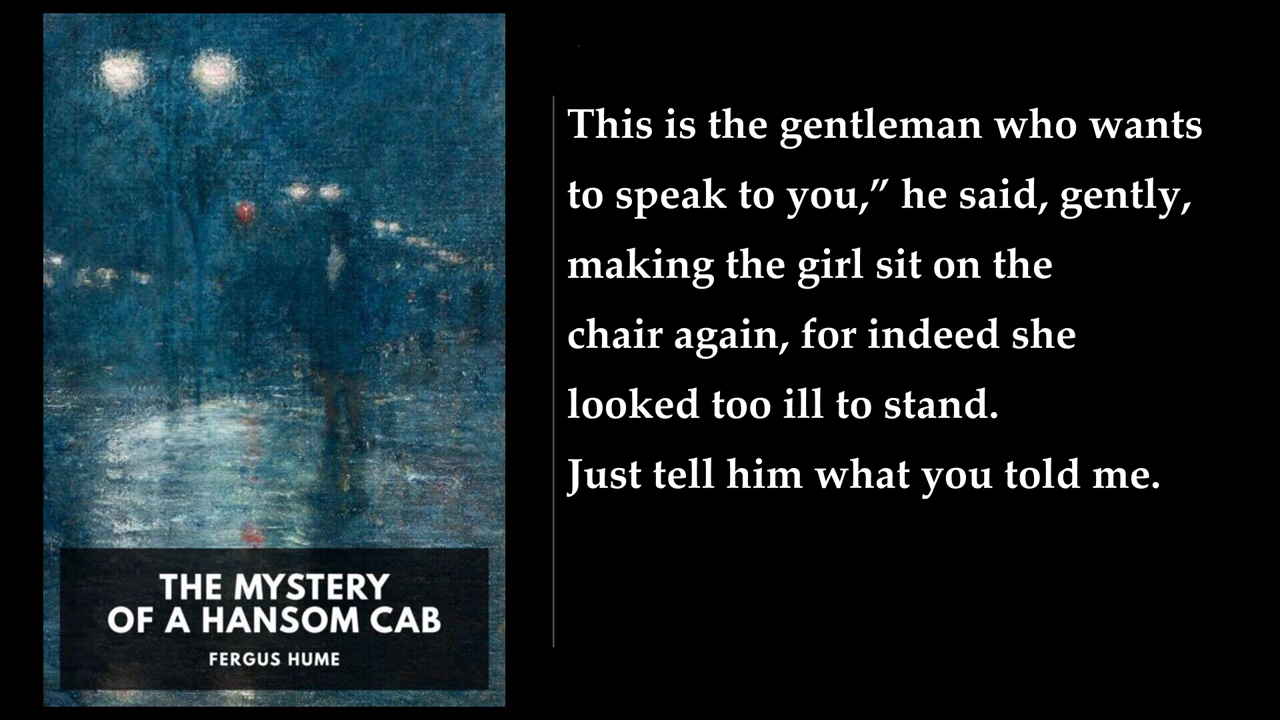 THE MYSTERY
OF A HANSOM CAB
FERGUS HUME
This is the gentleman who wants
to speak to you,” he said, gently,
making the girl sit on the
chair again, for indeed she
looked too ill to stand.
Just tell him what you told me.